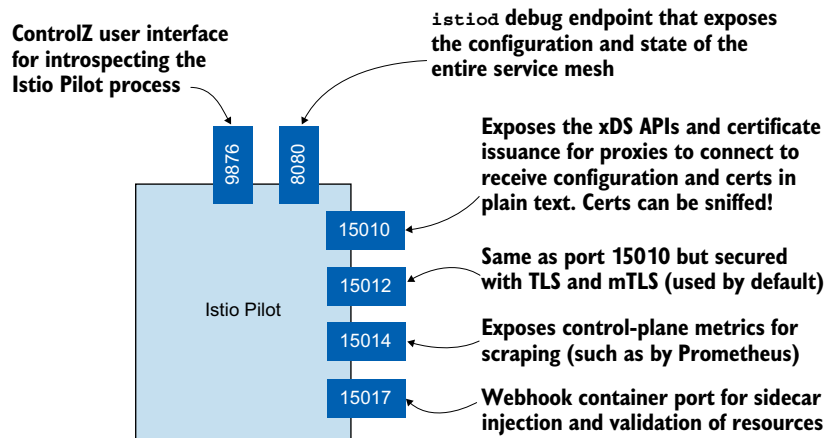 ControlZ user interface
for introspecting the
Istio Pilot process
istiod debug endpoint that exposes
the configuration and state of the
entire service mesh
9876
8080
Exposes the xDS APIs and certificate
issuance for proxies to connect to
receive configuration and certs in
plain text. Certs can be sniffed!
15010
Same as port 15010 but secured
with TLS and mTLS (used by default)
15012
Istio Pilot
Exposes control-plane metrics for
scraping (such as by Prometheus)
15014
Webhook container port for sidecar
injection and validation of resources
15017